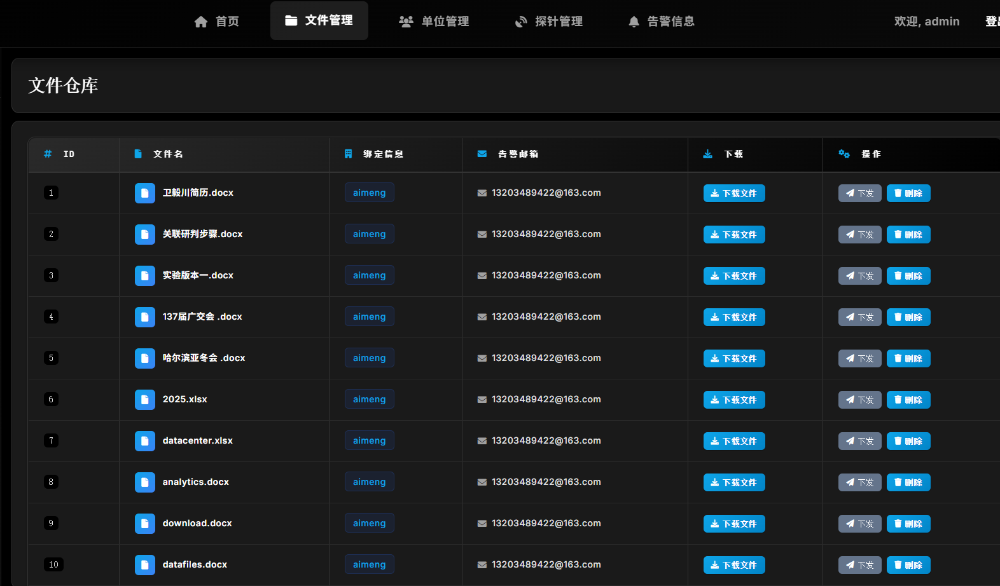 首页 文件管理 单位管理 探针管理 告警信息 欢迎, admin 登出
文件仓库
# ID 文件名 绑定信息 告警邮箱 下载 操作
1 卫毅川简历.docx aimeng 13203489422@163.com 下载文件 下发 删除
2 关联研判步骤.docx aimeng 13203489422@163.com 下载文件 下发 删除
3 实验版本一.docx aimeng 13203489422@163.com 下载文件 下发 删除
4 137届广交会 .docx aimeng 13203489422@163.com 下载文件 下发 删除
5 哈尔滨亚冬会 .docx aimeng 13203489422@163.com 下载文件 下发 删除
6 2025.xlsx aimeng 13203489422@163.com 下载文件 下发 删除
7 datacenter.xlsx aimeng 13203489422@163.com 下载文件 下发 删除
8 analytics.docx aimeng 13203489422@163.com 下载文件 下发 删除
9 download.docx aimeng 13203489422@163.com 下载文件 下发 删除
10 datafiles.docx aimeng 13203489422@163.com 下载文件 下发 删除